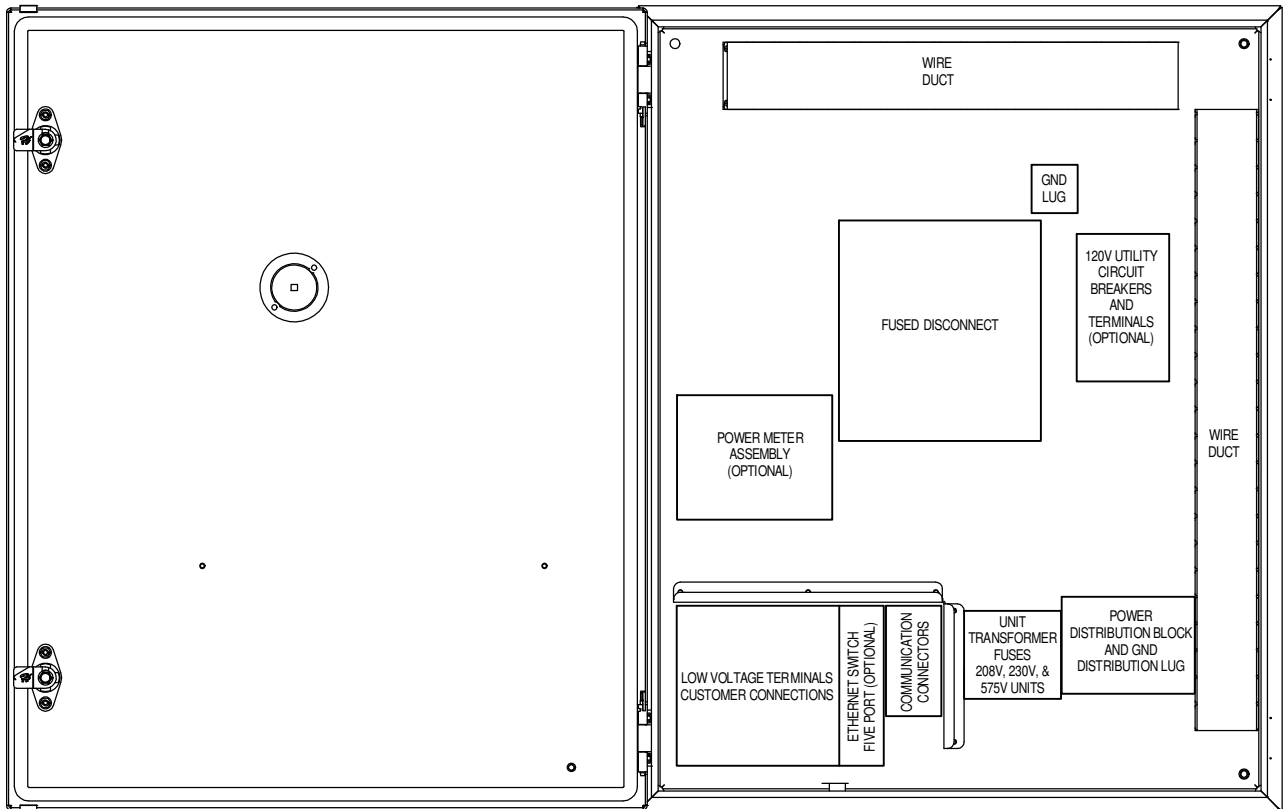 WIRE
DUCT
GND
LUG
120V UTILITY
CIRCUIT
BREAKERS
AND
TERMINALS
(OPTIONAL)
FUSED DISCONNECT
POWER METER
ASSEMBLY
(OPTIONAL)
WIRE
DUCT
LOW VOLTAGE TERMINALS
CUSTOMER CONNECTIONS
ETHERNET SWITCH
FIVE PORT (OPTIONAL)
COMMUNICATION
CONNECTORS
UNIT
TRANSFORMER
FUSES
208V, 230V, &
575V UNITS
POWER
DISTRIBUTION BLOCK
AND GND
DISTRIBUTION LUG